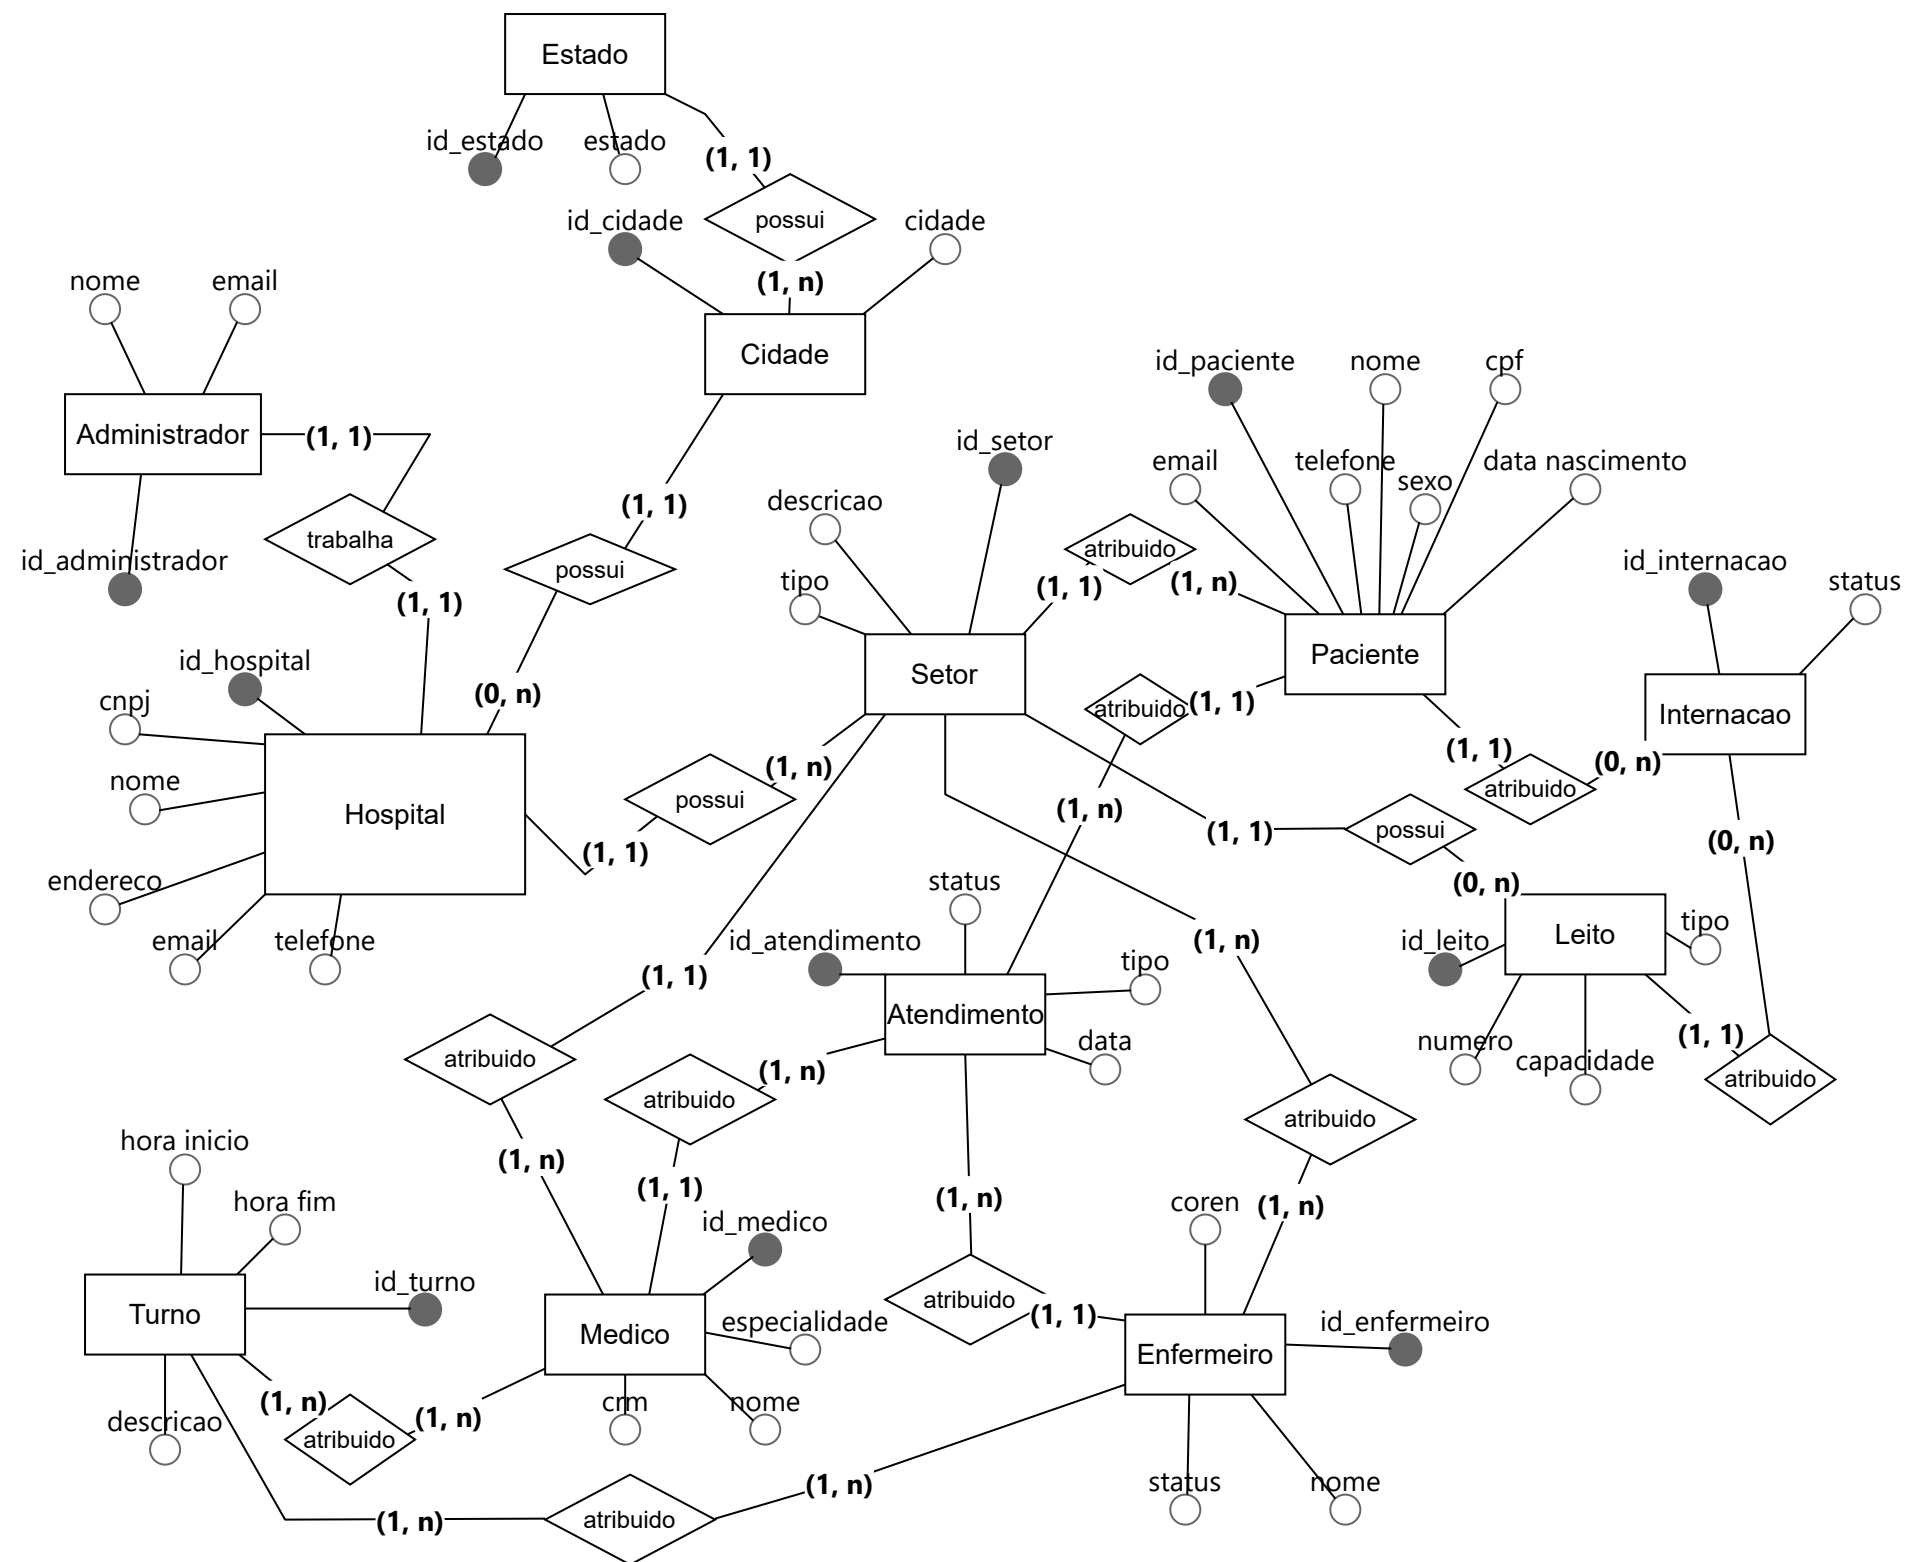 Estado
id_estado
estado
(1, 1)
possui
id_cidade
cidade
(1, n)
Cidade
nome
email
Administrador
(1, 1)
id_administrador
trabalha
(1, 1)
(1, 1)
possui
(0, n)
id_hospital
cnpj
nome
endereco
email
telefone
Hospital
(1, 1)
possui
(1, n)
id_setor
descricao
tipo
Setor
(1, 1)
atribuido
(1, n)
id_paciente
nome
cpf
email
telefone
sexo
data nascimento
Paciente
atribuido
(1, 1)
(1, n)
id_internacao
status
Internacao
(1, 1)
atribuido
(0, n)
(0, n)
(1, 1)
possui
(0, n)
Leito
id_leito
tipo
numero
capacidade
(1, 1)
atribuido
status
id_atendimento
tipo
Atendimento
data
(1, n)
(1, 1)
atribuido
(1, n)
atribuido
(1, n)
(1, 1)
atribuido
(1, n)
(1, n)
atribuido
(1, 1)
hora inicio
hora fim
id_turno
Turno
descricao
(1, n)
atribuido
(1, n)
id_medico
especialidade
Medico
crm
nome
coren
id_enfermeiro
Enfermeiro
status
nome
(1, n)
atribuido
(1, n)